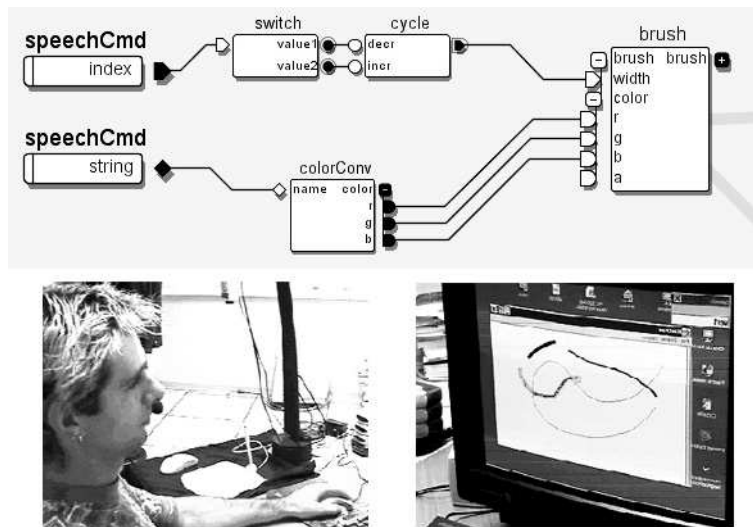 switch
cycle
brush
speechCmd
index
value1
value2
decr
incr
brush brush
width
color
r
g
b
a
speechCmd
string
colorConv
name color
r
g
b